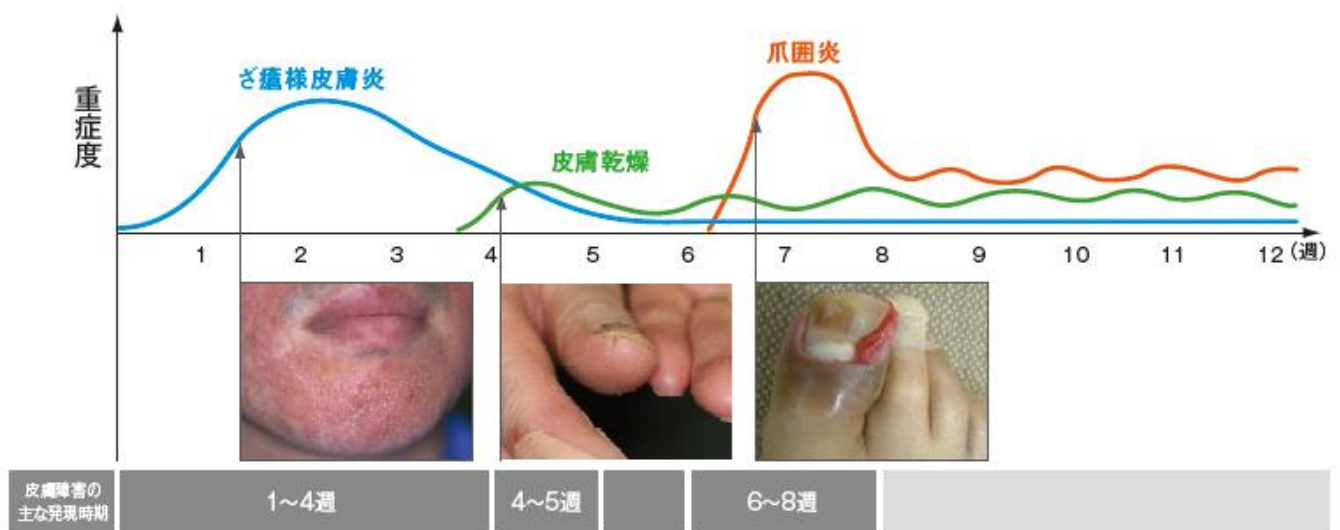 爪囲炎
ざ瘡様皮膚炎
重症度
皮膚乾燥
1 2 3 4 5 6 7 8 9 10 11 12 (週)
皮膚障害の
主な発現時期
1〜4週
4〜5週
6〜8週